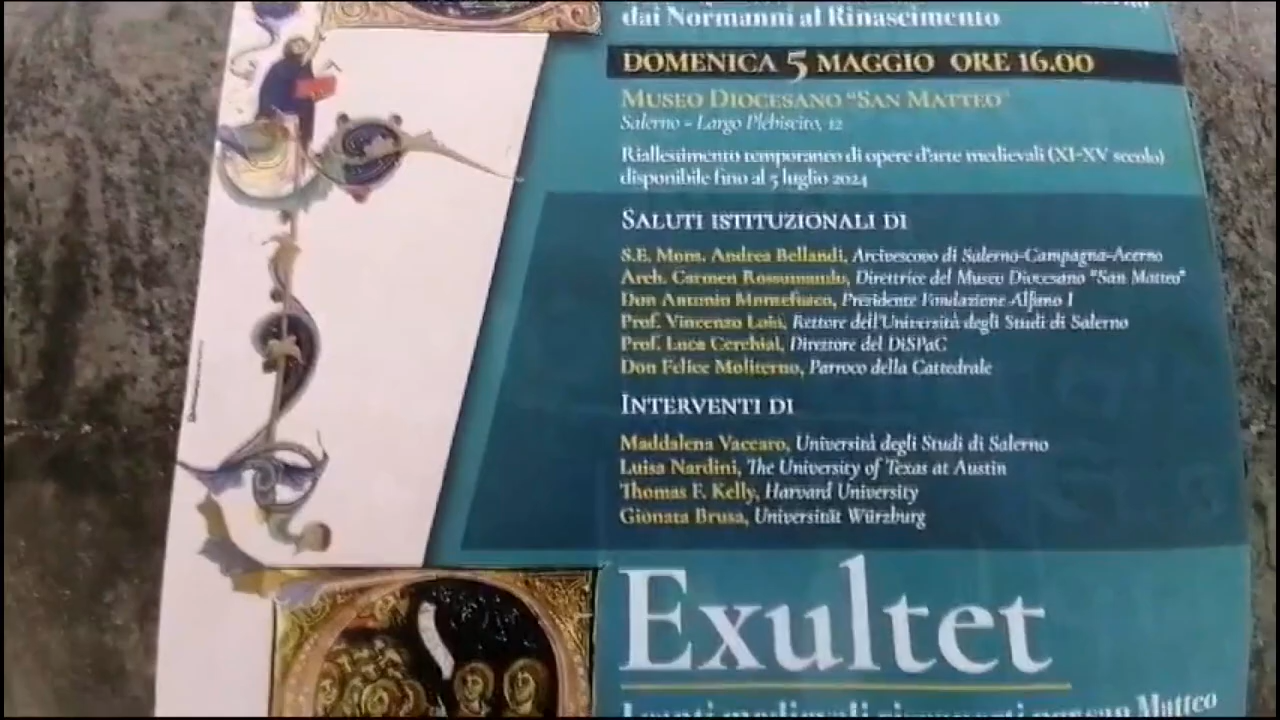 dai Normanni al Rinascimento
DOMENICA 5 MAGGIO ORE 16.00
MUSEO DIOCESANO "SAN MATTEO"
Salerno - Largo Plebiscito, 12
Riallestimento temporaneo di opere d'arte medievali (XI-XV secolo)
disponibile fino al 5 luglio 2024
SALUTI ISTITUZIONALI DI
S.E. Mons. Andrea Bellandi, Arcivescovo di Salerno-Campagna-Acerno
Arch. Carmen Direttrice del Museo Diocesano "San Matteo"
Don Antonio Montefusco, Presidente Fondazione Alfano I
Prof. Vincenzo Loia, Rettore dell'Università degli Studi di Salerno
Prof. Luca Cerchiai, Direttore del DiSPaC
Don Felice Moliterno, Parroco della Cattedrale
INTERVENTI DI
Maddalena Vaccaro, Università degli Studi di Salerno
Luisa Nardini, The University of Texas at Austin
Thomas F. Kelly, Harvard University
Gionata Brusa, Universität Würzburg
Exultet
Matteo